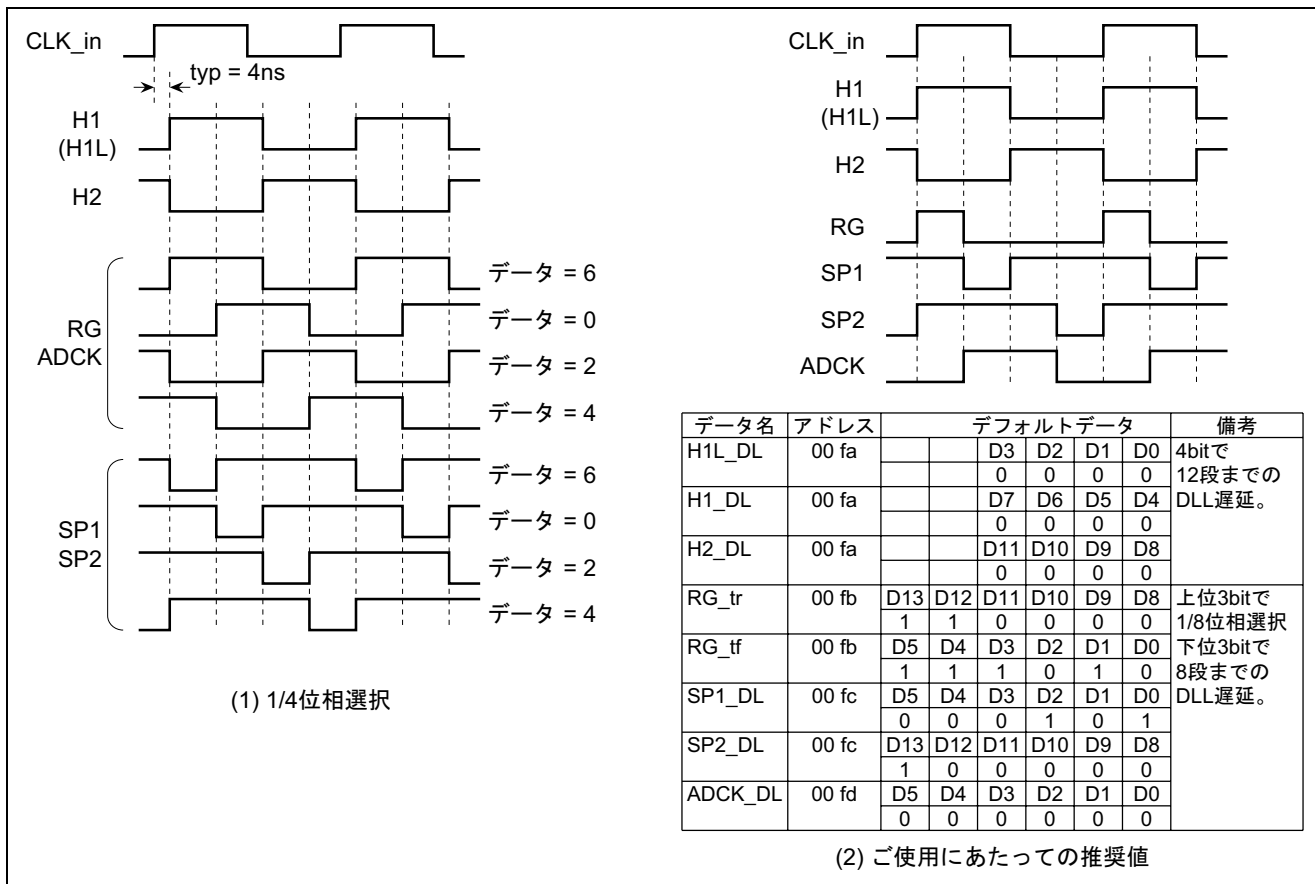 CLK_in
typ = 4ns
H1
(H1L)
H2
RG
ADCK
データ = 6
データ = 0
データ = 2
データ = 4
SP1
SP2
データ = 6
データ = 0
データ = 2
データ = 4
(1) 1/4位相選択
CLK_in
H1
(H1L)
H2
RG
SP1
SP2
ADCK
データ名 アドレス デフォルトデータ 備考
H1L_DL 00 fa D3 D2 D1 D0 4bitで
0 0 0 0 12段までの
H1_DL 00 fa D7 D6 D5 D4 DLL遅延。
0 0 0 0
H2_DL 00 fa D11 D10 D9 D8
0 0 0 0
RG_tr 00 fb D13 D12 D11 D10 D9 D8 上位3bitで
1 1 0 0 0 0 1/8位相選択
RG_tf 00 fb D5 D4 D3 D2 D1 D0 下位3bitで
1 1 1 0 1 0 8段までの
SP1_DL 00 fc D5 D4 D3 D2 D1 D0 DLL遅延。
0 0 0 1 0 1
SP2_DL 00 fc D13 D12 D11 D10 D9 D8
1 0 0 0 0 0
ADCK_DL 00 fd D5 D4 D3 D2 D1 D0
0 0 0 0 0 0
(2) ご使用にあたっての推奨値